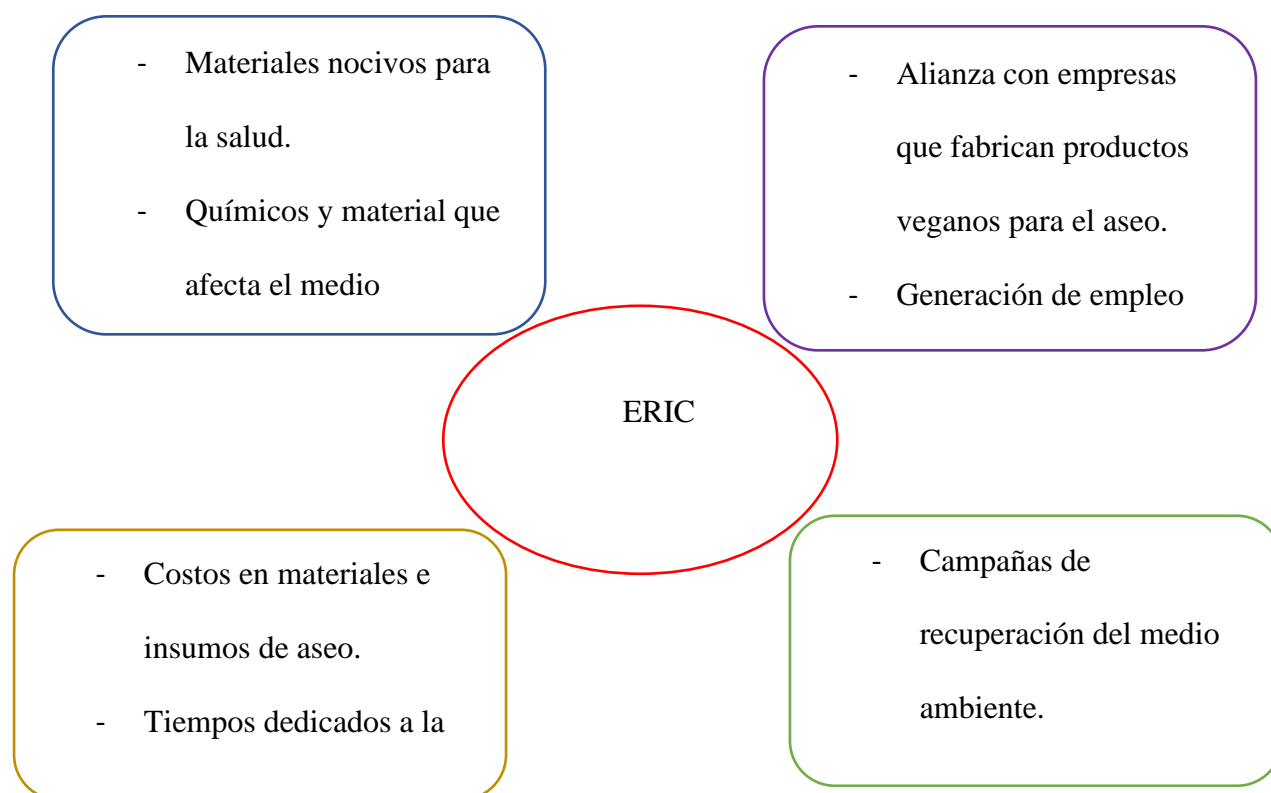 - Materiales nocivos para
la salud.
- Químicos y material que
afecta el medio
- Alianza con empresas
que fabrican productos
veganos para el aseo.
- Generación de empleo
ERIC
- Costos en materiales e
insumos de aseo.
- Tiempos dedicados a la
- Campañas de
recuperación del medio
ambiente.